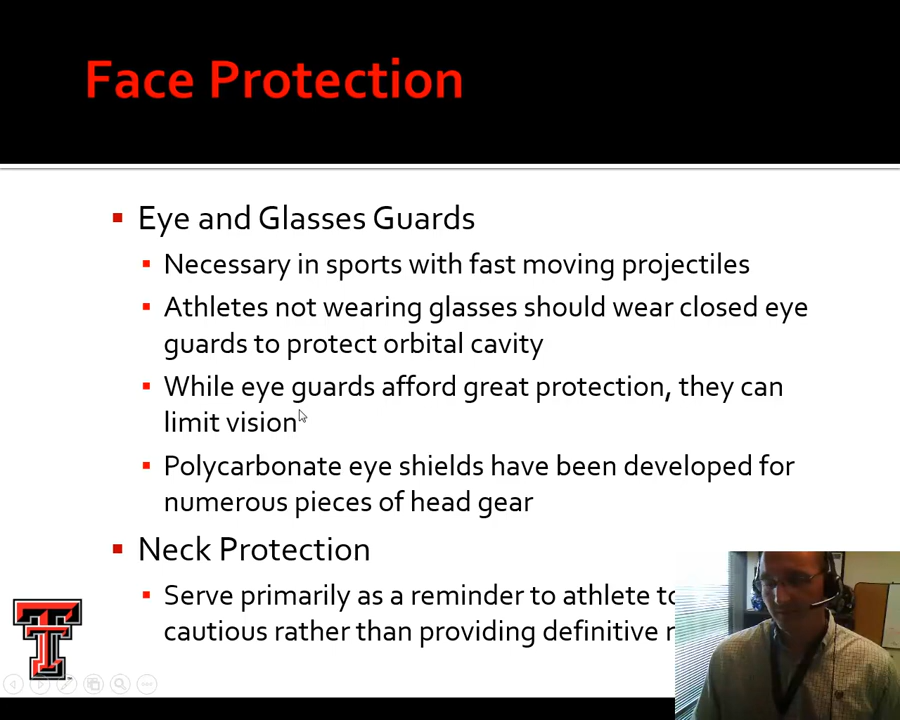 Face Protection
Eye and Glasses Guards
Necessary in sports with fast moving projectiles
Athletes not wearing glasses should wear closed eye
guards to protect orbital cavity
While eye guards afford great protection, they can
limit vision
Polycarbonate eye shields have been developed for
numerous pieces of head gear
Neck Protection
Serve primarily as a reminder to athlete
cautious rather than providing definitive